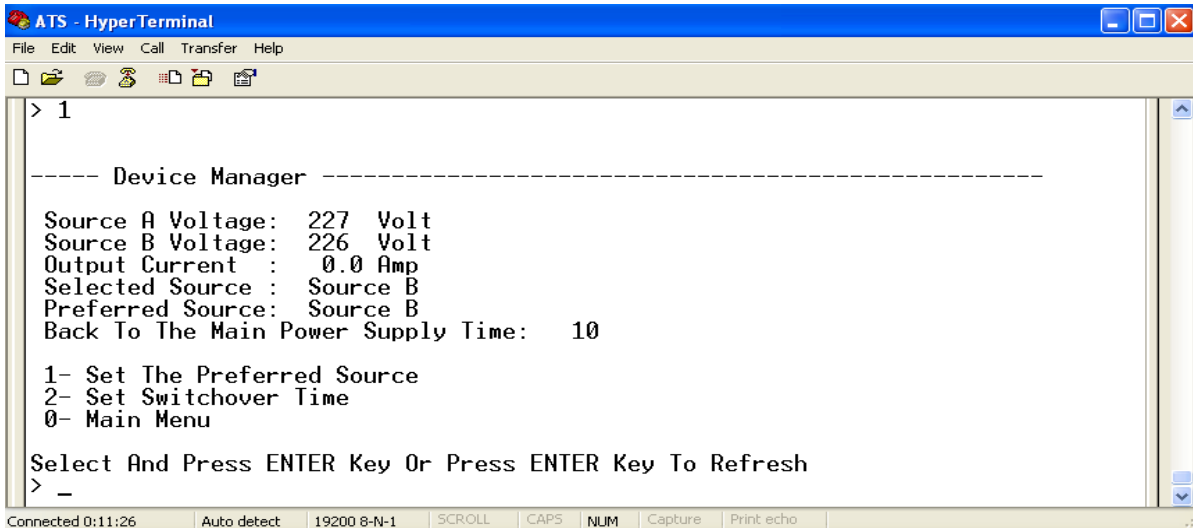 ATS - HyperTerminal
File Edit View Call Transfer Help
> 1
----- Device Manager ----------------------------------------------------
Source A Voltage:  227  Volt
Source B Voltage:  226  Volt
Output Current  :   0.0 Amp
Selected Source :  Source B
Preferred Source:  Source B
Back To The Main Power Supply Time:   10
1- Set The Preferred Source
2- Set Switchover Time
0- Main Menu
Select And Press ENTER Key Or Press ENTER Key To Refresh
> _
Connected 0:11:26 Auto detect 19200 8-N-1 SCROLL CAPS NUM Capture Print echo